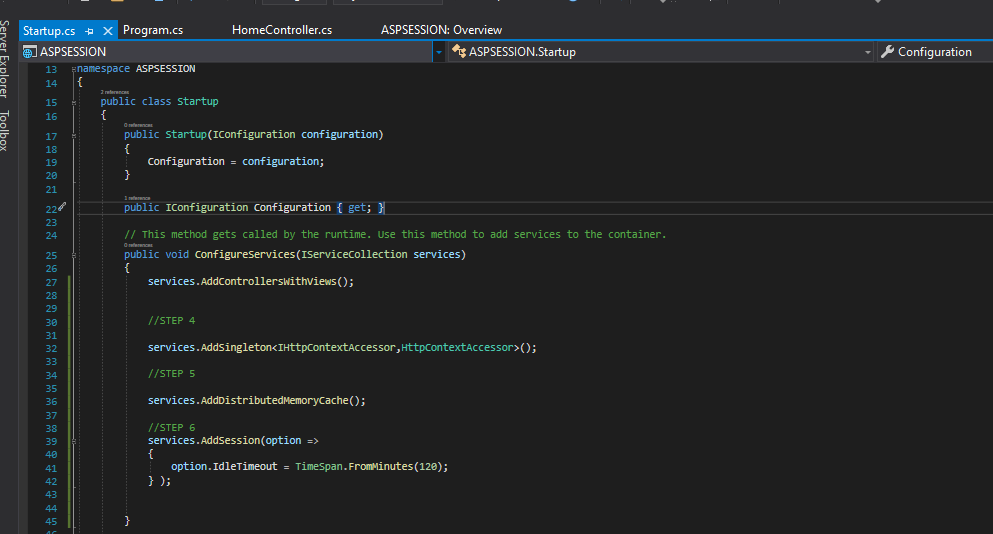 Server Explorer
Toolbox
Startup.cs
Program.cs
HomeController.cs
ASPSESSION: Overview
ASPSESSION
ASPSESSION.Startup
Configuration
13 namespace ASPSESSION
14 {
2 references
15 public class Startup
16 {
0 references
17 public Startup(IConfiguration configuration)
18 {
19 Configuration = configuration;
20 }
21
1 reference
22 public IConfiguration Configuration { get; }
23
24 // This method gets called by the runtime. Use this method to add services to the container.
0 references
25 public void ConfigureServices(IServiceCollection services)
26 {
27 services.AddControllersWithViews();
28
29
30 //STEP 4
31
32 services.AddSingleton<IHttpContextAccessor,HttpContextAccessor>();
33
34 //STEP 5
35
36 services.AddDistributedMemoryCache();
37
38 //STEP 6
39 services.AddSession(option =>
40 {
41 option.IdleTimeout = TimeSpan.FromMinutes(120);
42 } );
43
44
45 }